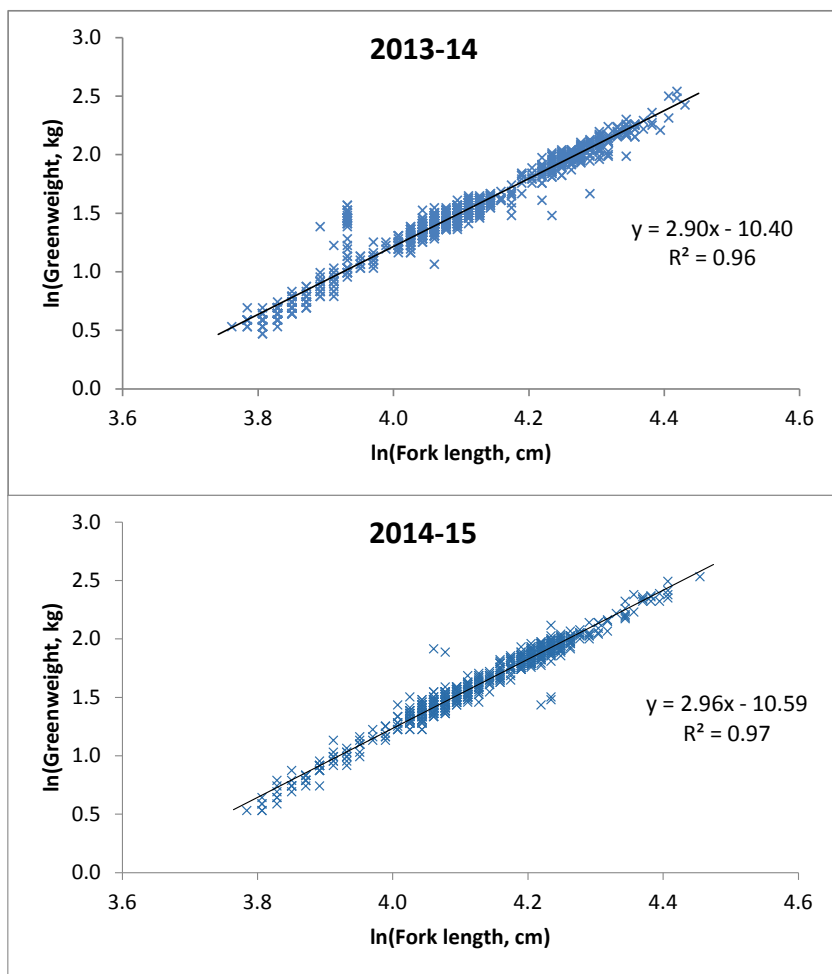 2013-14
3.0
2.5
2.0
1.5
1.0
0.5
0.0
ln(Greenweight, kg)
y = 2.90x - 10.40
R² = 0.96
3.6 3.8 4.0 4.2 4.4 4.6
ln(Fork length, cm)
2014-15
3.0
2.5
2.0
1.5
1.0
0.5
0.0
ln(Greenweight, kg)
y = 2.96x - 10.59
R² = 0.97
3.6 3.8 4.0 4.2 4.4 4.6
ln(Fork length, cm)